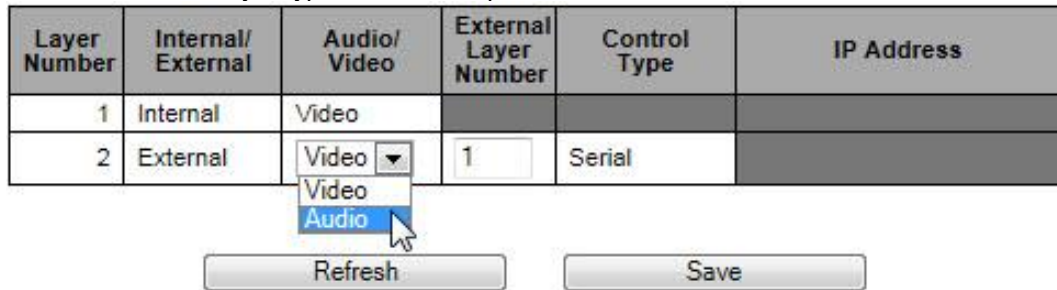 Layer Number Internal/ External Audio/ Video External Layer Number Control Type IP Address
1 Internal Video
2 External Video 1 Serial
Video
Audio
Refresh Save